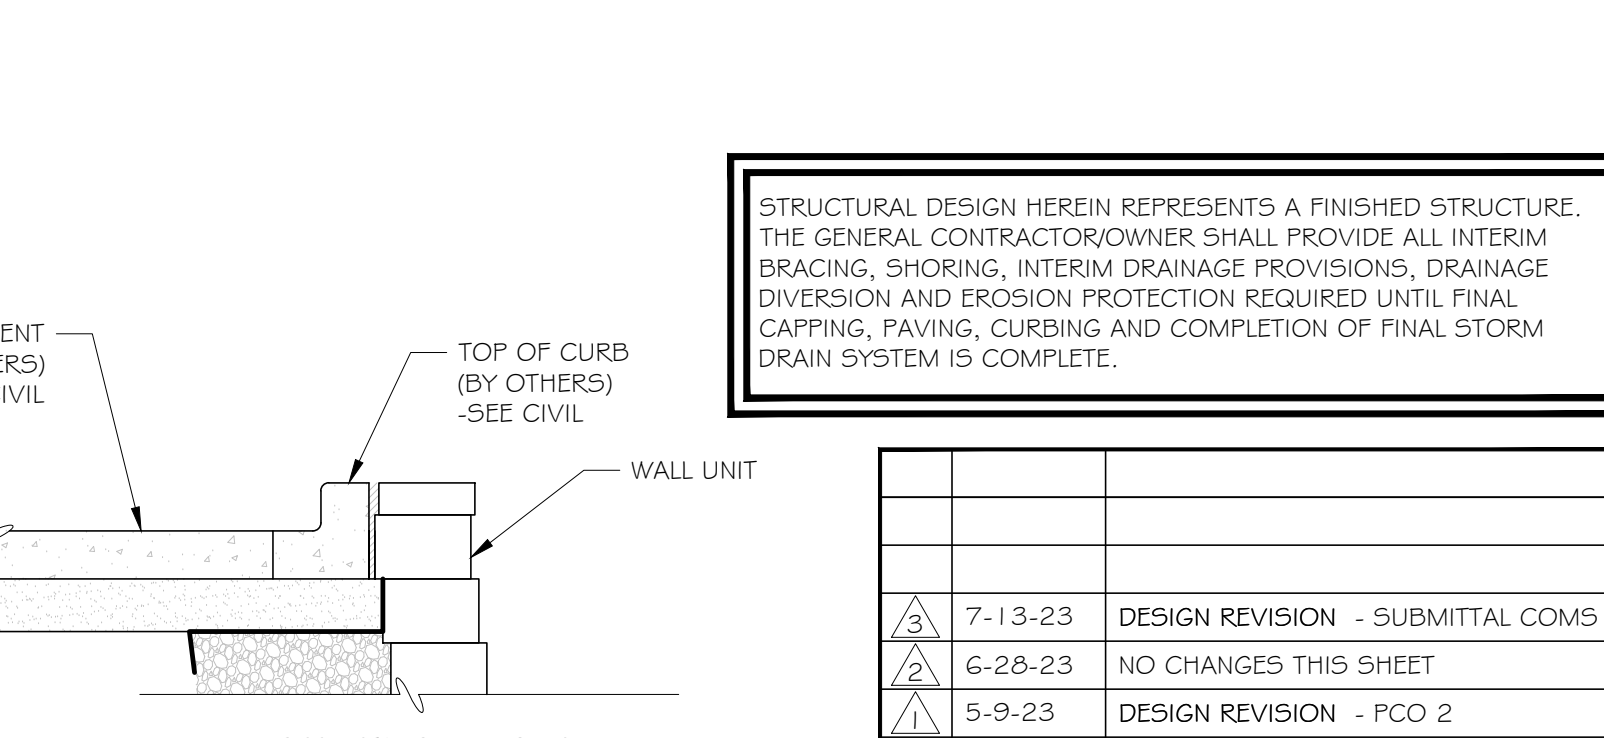 STRUCTURAL DESIGN HEREIN REPRESENTS A FINISHED STRUCTURE.
THE GENERAL CONTRACTOR/OWNER SHALL PROVIDE ALL INTERIM
BRACING, SHORING, INTERIM DRAINAGE PROVISIONS, DRAINAGE
DIVERSION AND EROSION PROTECTION REQUIRED UNTIL FINAL
CAPPING, PAVING, CURBING AND COMPLETION OF FINAL STORM
DRAIN SYSTEM IS COMPLETE.
TOP OF CURB
(BY OTHERS)
-SEE CIVIL
WALL UNIT
3 7-13-23 DESIGN REVISION - SUBMITTAL COMS
2 6-28-23 NO CHANGES THIS SHEET
1 5-9-23 DESIGN REVISION - PCO 2